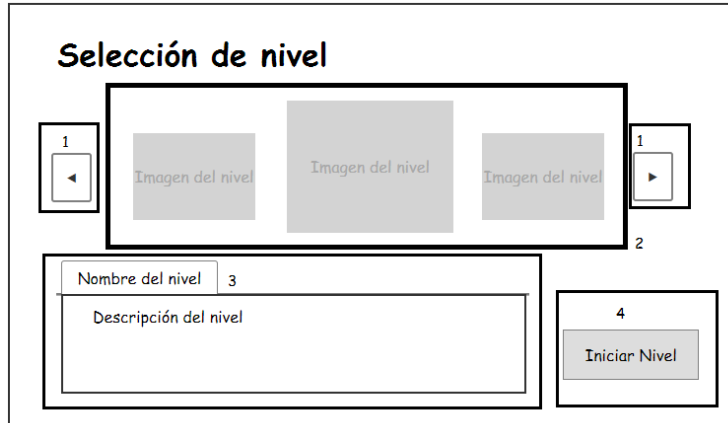 Selección de nivel
1
1
Imagen del nivel
Imagen del nivel
Imagen del nivel
2
Nombre del nivel
3
Descripción del nivel
4
Iniciar Nivel